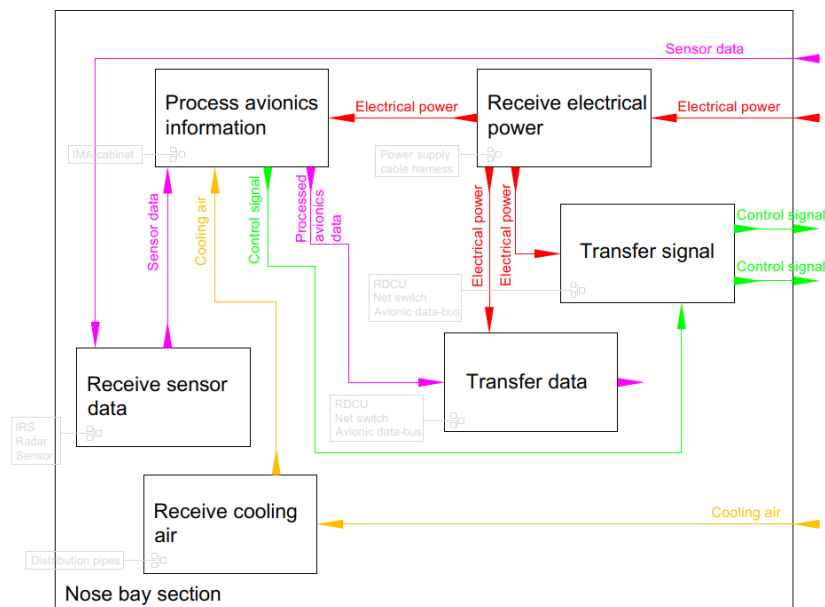 Sensor data
Process avionics
information
Electrical power
Receive electrical
power
Electrical power
IMA cabinet
Power supply
cable harness
Sensor data
Cooling air
Control signal
Processed
avionics
data
Electrical power
Electrical power
Control signal
Transfer signal
Control signal
RDCU
Net switch
Avionic data-bus
Receive sensor
data
Transfer data
IRS
Radar
Sensor
RDCU
Net switch
Avionic data-bus
Receive cooling
air
Cooling air
Distribution pipes
Nose bay section